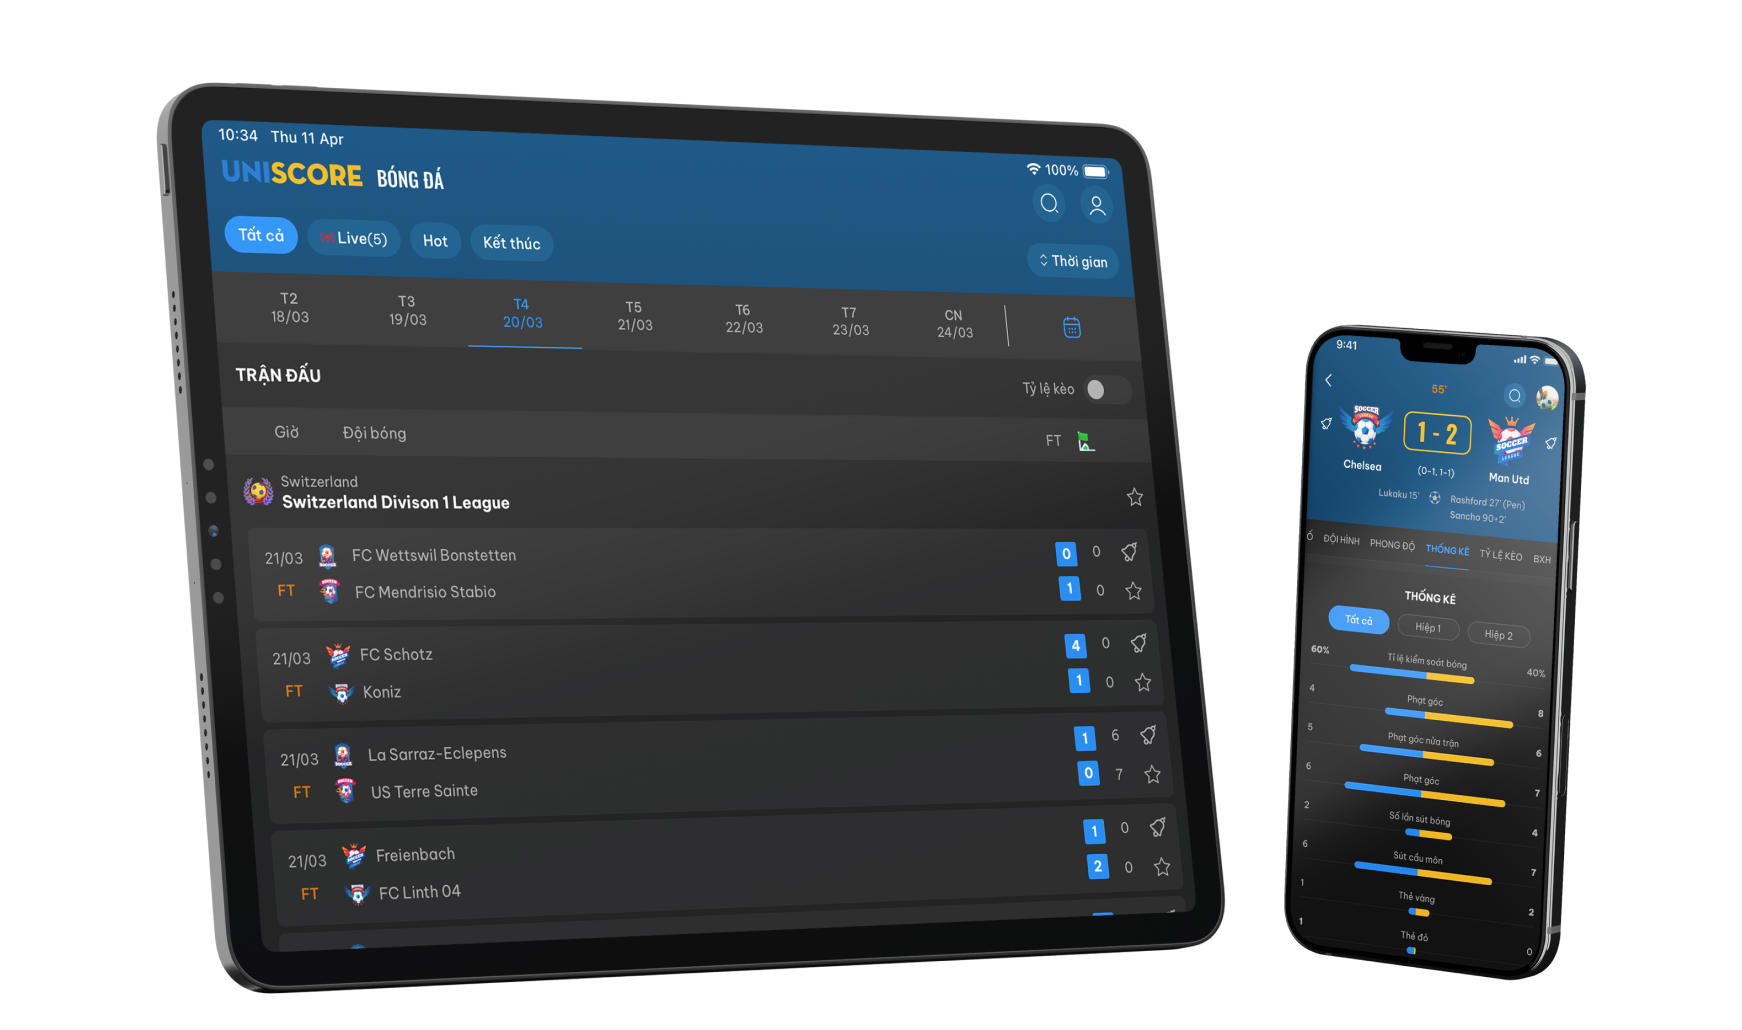 10:34 Thu 11 Apr
100%
UNISCORE BÓNG ĐÁ
Tất cả
Live(5)
Hot
Kết thúc
Thời gian
T2
18/03
T3
19/03
T4
20/03
T5
21/03
T6
22/03
T7
23/03
CN
24/03
TRẬN ĐẤU
Tỷ lệ kèo
Giờ Đội bóng FT
Switzerland
Switzerland Divison 1 League
21/03 FC Wettswil Bonstetten 0 0
FT FC Mendrisio Stabio 1 0
21/03 FC Schotz 4 0
FT Koniz 1 0
21/03 La Sarraz-Eclepens 1 6
FT US Terre Sainte 0 7
21/03 Freienbach 1 0
FT FC Linth 04 2 0
9:41
55'
SOCCER
1 - 2
SOCCER
LEAGUE
Chelsea
(0-1, 1-1)
Man Utd
Lukaku 15'
Rashford 27' (Pen)
Sancho 90+2'
Ố ĐỘI HÌNH PHONG ĐỘ THỐNG KÊ TỶ LỆ KÈO BXH
THỐNG KÊ
Tất cả Hiệp 1 Hiệp 2
60% Tỉ lệ kiểm soát bóng 40%
4 Phạt góc 8
5 Phạt góc nửa trận 6
6 Phạt góc 7
2 Số lần sút bóng 4
6 Sút cầu môn 7
1 Thẻ vàng 2
1 Thẻ đỏ 0